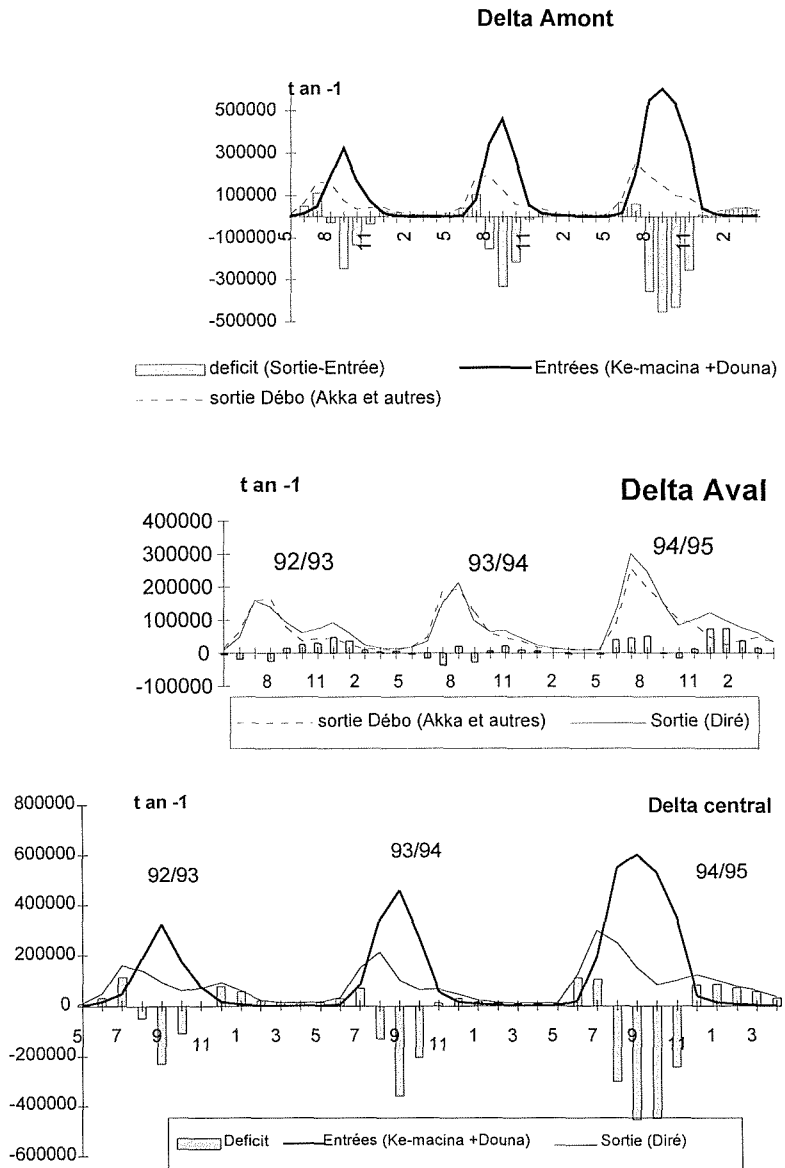 Delta Amont
t an -1
500000
300000
100000
-100000
-300000
-500000
5 8 11 2 5 8 11 2 5 8 11 2
deficit (Sortie-Entrée) Entrées (Ke-macina +Douna)
sortie Débo (Akka et autres)
t an -1 Delta Aval
400000
300000
200000
100000
0
-100000
92/93 93/94 94/95
8 11 2 5 8 11 2 5 8 11 2
sortie Débo (Akka et autres) Sortie (Diré)
800000 t an -1 Delta central
600000
400000
200000
0
-200000
-400000
-600000
92/93 93/94 94/95
5 7 9 11 1 3 5 7 9 11 1 3 5 7 9 11 1 3
Deficit Entrées (Ke-macina +Douna) Sortie (Diré)